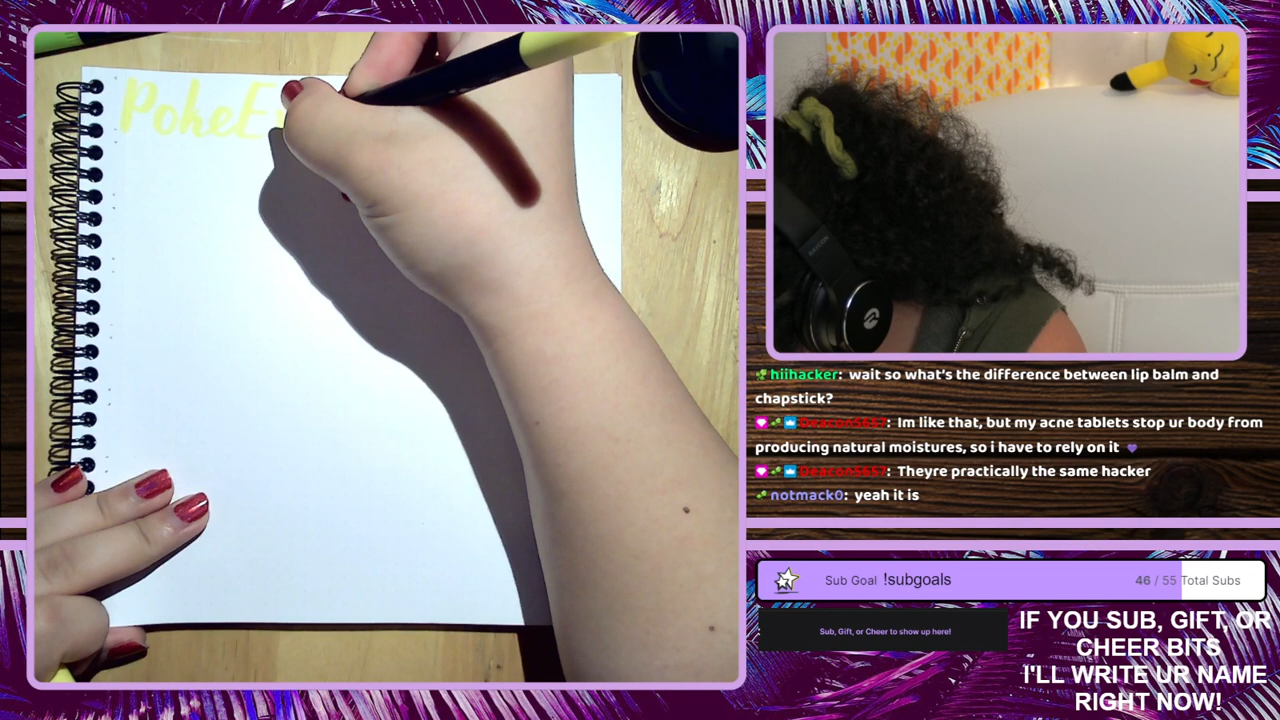 PokeE
hiihacker: wait so what's the difference between lip balm and
chapstick?
Deacon5657: Im like that, but my acne tablets stop ur body from
producing natural moistures, so i have to rely on it 💜
Deacon5657: Theyre practically the same hacker
notmack0: yeah it is
Sub Goal !subgoals 46 / 55 Total Subs
Sub, Gift, or Cheer to show up here!
IF YOU SUB, GIFT, OR
CHEER BITS
I'LL WRITE UR NAME
RIGHT NOW!